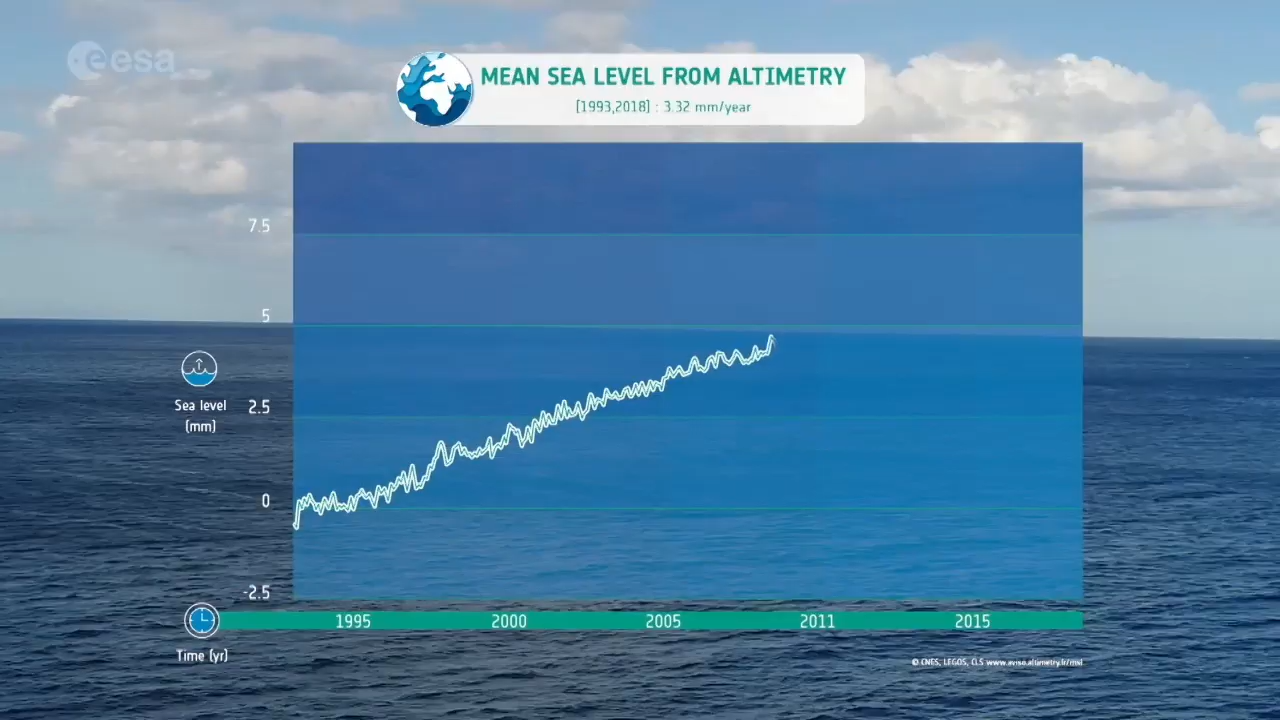 esa
MEAN SEA LEVEL FROM ALTIMETRY
[1993,2018] : 3.32 mm/year
7.5
5
Sea level
(mm)
2.5
0
-2.5
1995 2000 2005 2011 2015
Time (yr)
© CNES, LEGOS, CLS www.aviso.altimetry.fr/msl